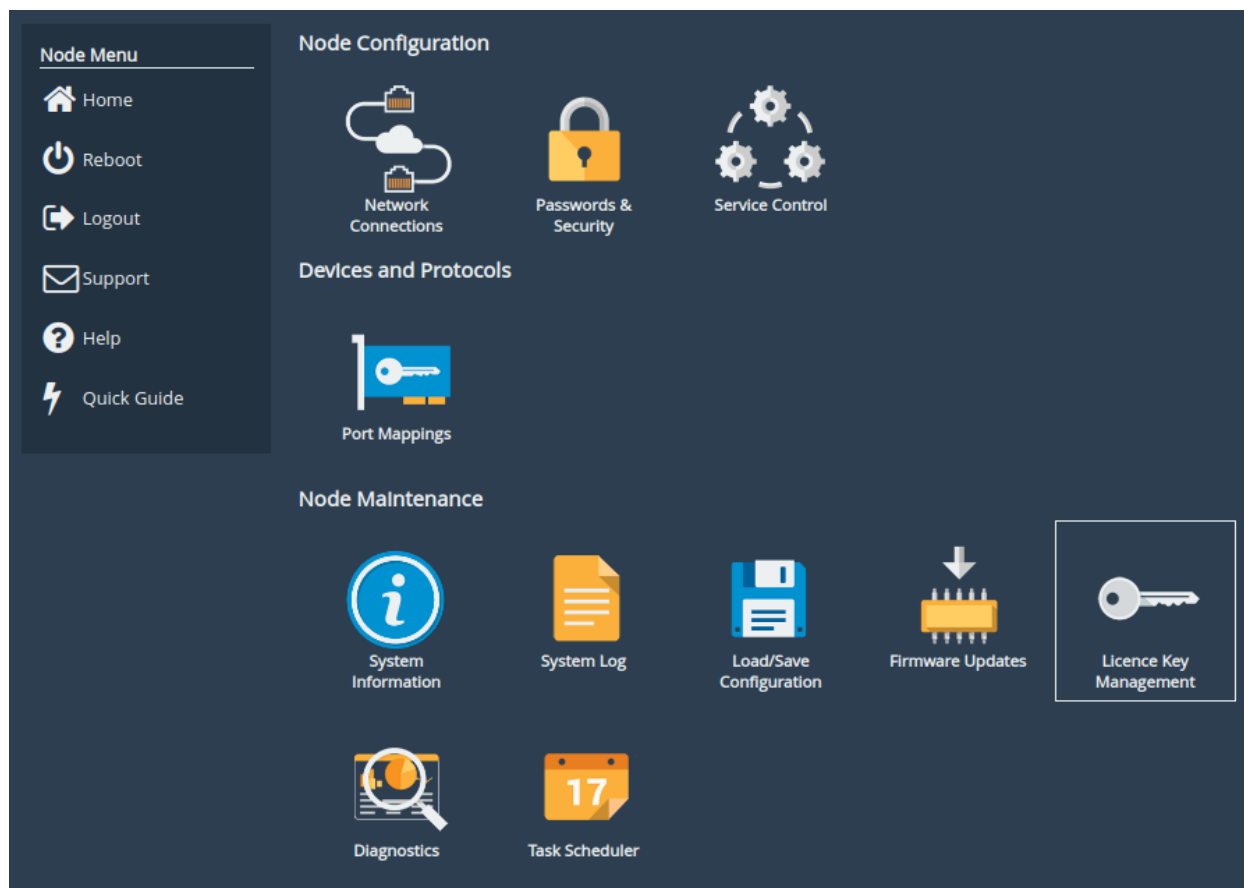 Node Menu
Home
Reboot
Logout
Support
Help
Quick Guide
Node Configuration
Network
Connections
Passwords &
Security
Service Control
Devices and Protocols
Port Mappings
Node Maintenance
System
Information
System Log
Load/Save
Configuration
Firmware Updates
Licence Key
Management
Diagnostics
17
Task Scheduler